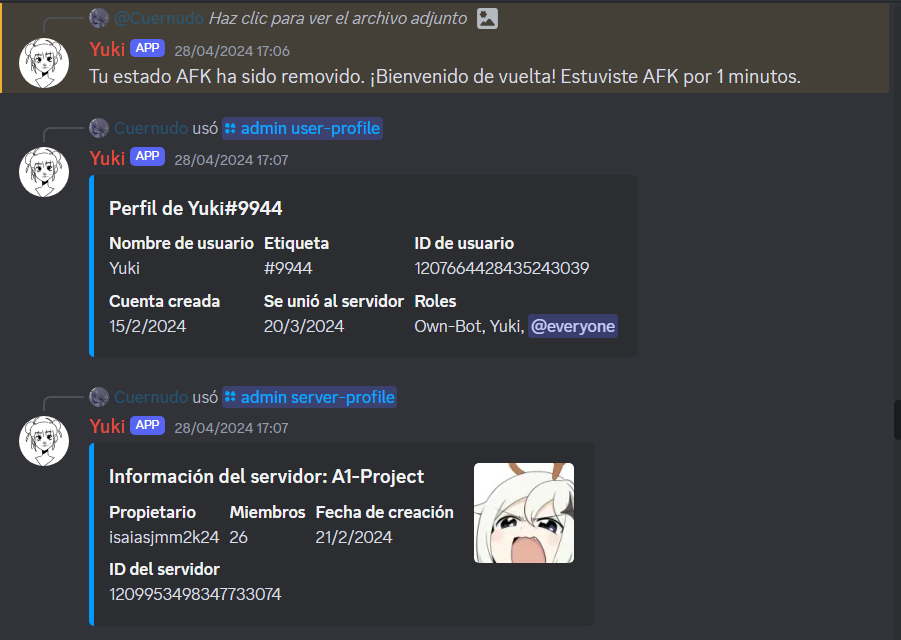 @Cuernudo Haz clic para ver el archivo adjunto
Yuki APP 28/04/2024 17:06
Tu estado AFK ha sido removido. ¡Bienvenido de vuelta! Estuviste AFK por 1 minutos.
Cuernudo usó admin user-profile
Yuki APP 28/04/2024 17:07
Perfil de Yuki#9944
Nombre de usuario Etiqueta ID de usuario
Yuki #9944 1207664428435243039
Cuenta creada Se unió al servidor Roles
15/2/2024 20/3/2024 Own-Bot, Yuki, @everyone
Cuernudo usó admin server-profile
Yuki APP 28/04/2024 17:07
Información del servidor: A1-Project
Propietario Miembros Fecha de creación
isaiasjmm2k24 26 21/2/2024
ID del servidor
1209953498347733074